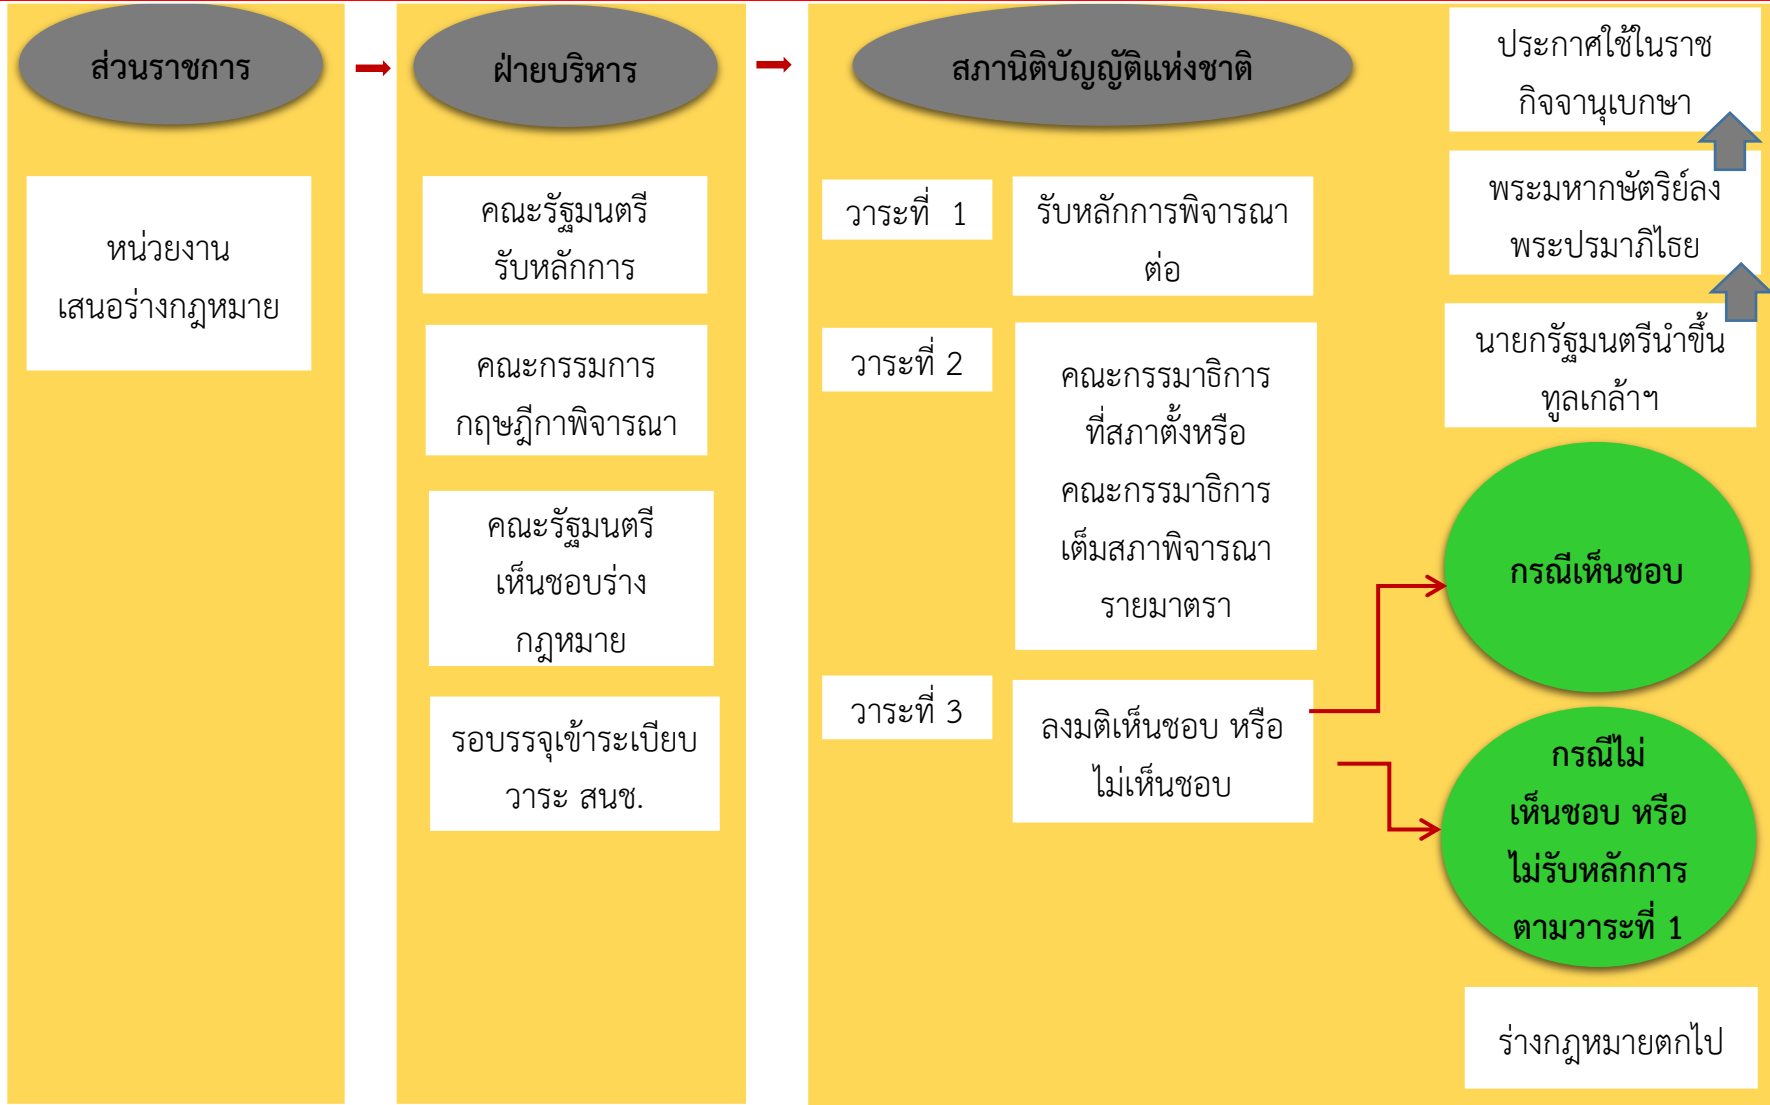 ส่วนราชการ
หน่วยงาน
เสนอร่างกฎหมาย
ฝ่ายบริหาร
คณะรัฐมนตรี
รับหลักการ
คณะกรรมการ
กฤษฎีกาพิจารณา
คณะรัฐมนตรี
เห็นชอบร่าง
กฎหมาย
รอบรรจุเข้าระเบียบ
วาระ สนช.
สภานิติบัญญัติแห่งชาติ
วาระที่ 1
รับหลักการพิจารณา
ต่อ
วาระที่ 2
คณะกรรมาธิการ
ที่สภาตั้งหรือ
คณะกรรมาธิการ
เต็มสภาพิจารณา
รายมาตรา
วาระที่ 3
ลงมติเห็นชอบ หรือ
ไม่เห็นชอบ
ประกาศใช้ในราช
กิจจานุเบกษา
พระมหากษัตริย์ลง
พระปรมาภิไธย
นายกรัฐมนตรีนำขึ้น
ทูลเกล้าฯ
กรณีเห็นชอบ
กรณีไม่
เห็นชอบ หรือ
ไม่รับหลักการ
ตามวาระที่ 1
ร่างกฎหมายตกไป